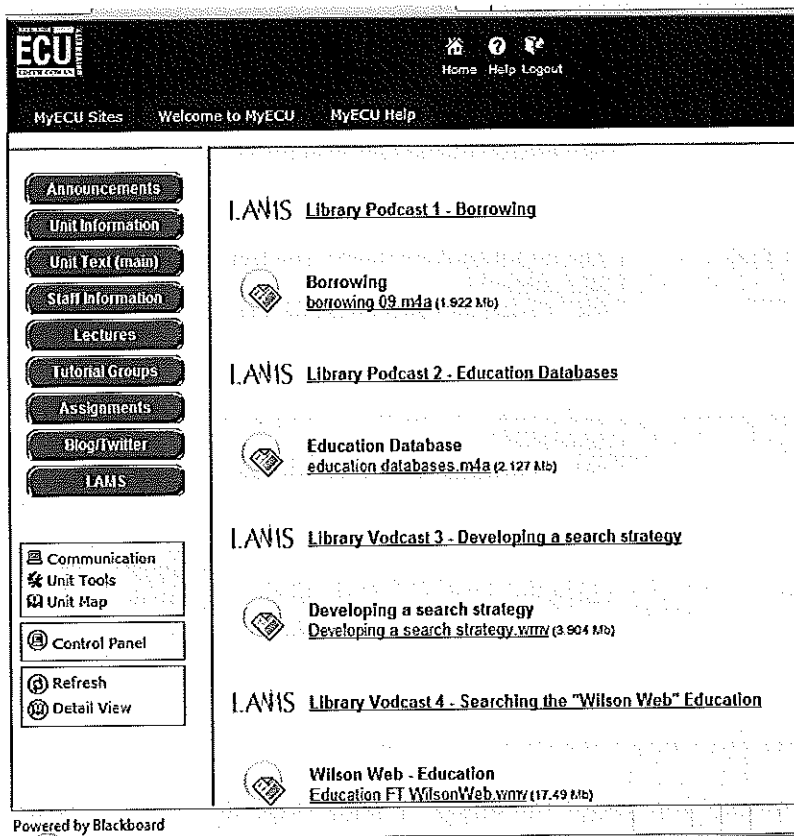 ECU
Home Help Logout
MyECU Sites Welcome to MyECU MyECU Help
Announcements
Unit Information
Unit Text (main)
Staff Information
Lectures
Tutorial Groups
Assignments
Blog/Twitter
LAMS
Communication
Unit Tools
Unit Map
Control Panel
Refresh
Detail View
LAMS Library Podcast 1 - Borrowing
Borrowing
borrowing 09.m4a (1.922 Mb)
LAMS Library Podcast 2 - Education Databases
Education Database
education databases.m4a (2.127 Mb)
LAMS Library Vodcast 3 - Developing a search strategy
Developing a search strategy
Developing a search strategy.wmv (3.904 Mb)
LAMS Library Vodcast 4 - Searching the "Wilson Web" Education
Wilson Web - Education
Education FT WilsonWeb.wmv (17.49 Mb)
Powered by Blackboard